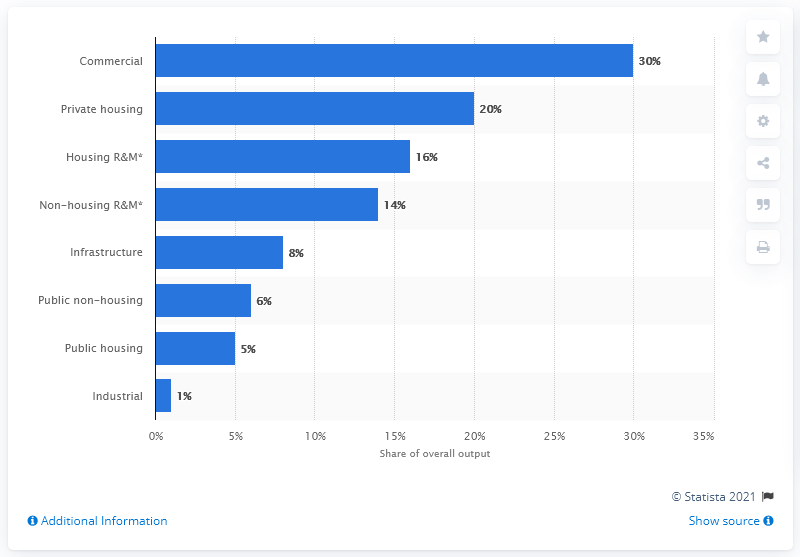 Commercial 30%
Private housing 20%
Housing R&M* 16%
Non-housing R&M* 14%
Infrastructure 8%
Public non-housing 6%
Public housing 5%
Industrial 1%
0% 5% 10% 15% 20% 25% 30% 35%
Share of overall output
© Statista 2021
Additional Information Show source